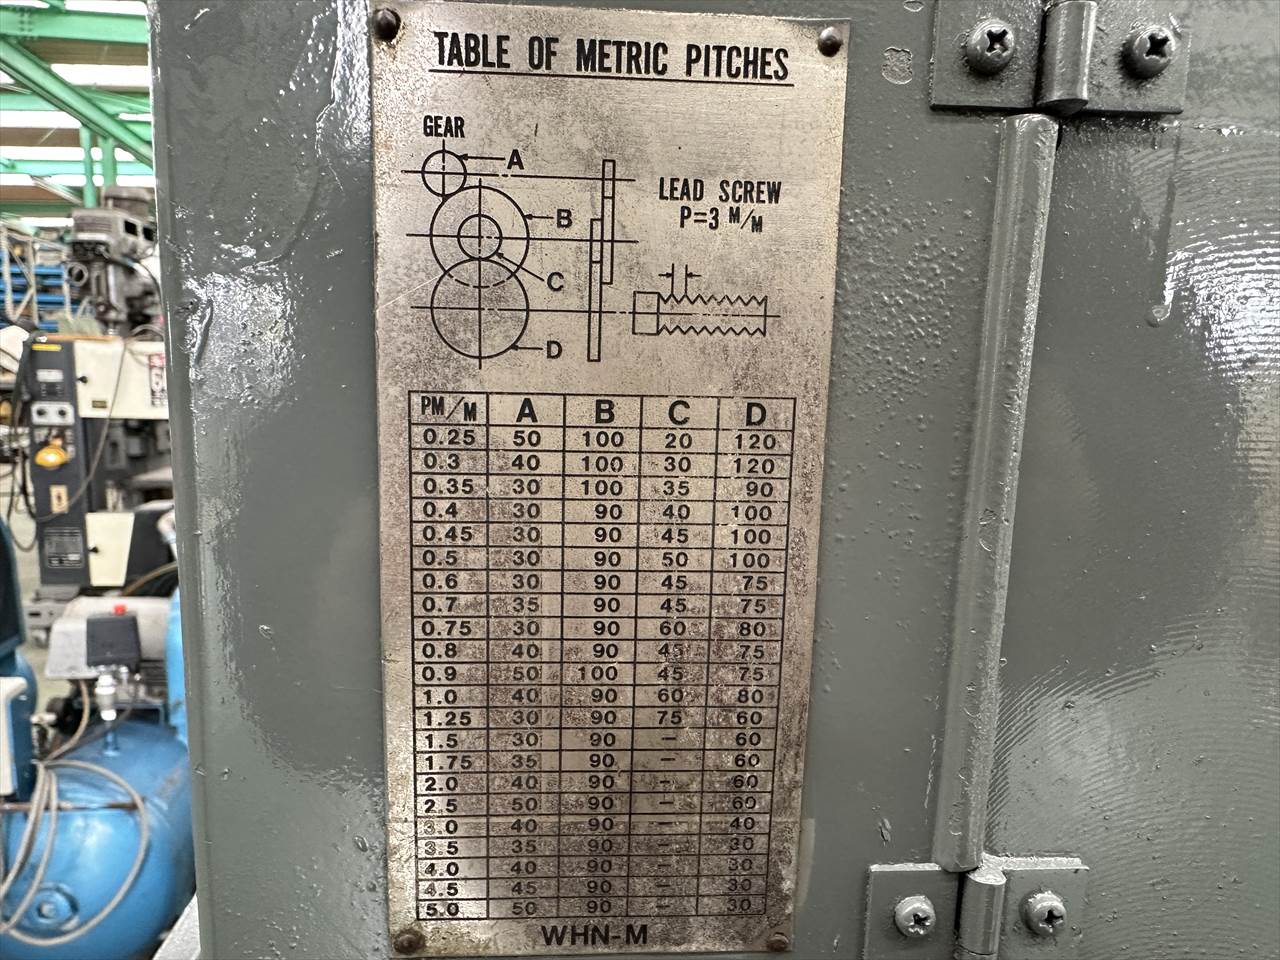 TABLE OF METRIC PITCHES
GEAR
A
B
C
D
LEAD SCREW
P=3 M/M
PM/M A B C D
0.25 50 100 20 120
0.3 40 100 30 120
0.35 30 100 35 90
0.4 30 90 40 100
0.45 30 90 45 100
0.5 30 90 50 100
0.6 30 90 45 75
0.7 35 90 45 75
0.75 30 90 60 80
0.8 40 90 45 75
0.9 50 100 45 75
1.0 40 90 60 80
1.25 30 90 75 60
1.5 30 90 – 60
1.75 35 90 – 60
2.0 40 90 – 60
2.5 50 90 – 60
3.0 40 90 – 40
3.5 35 90 – 30
4.0 40 90 – 30
4.5 45 90 – 30
5.0 50 90 – 30
WHN-M